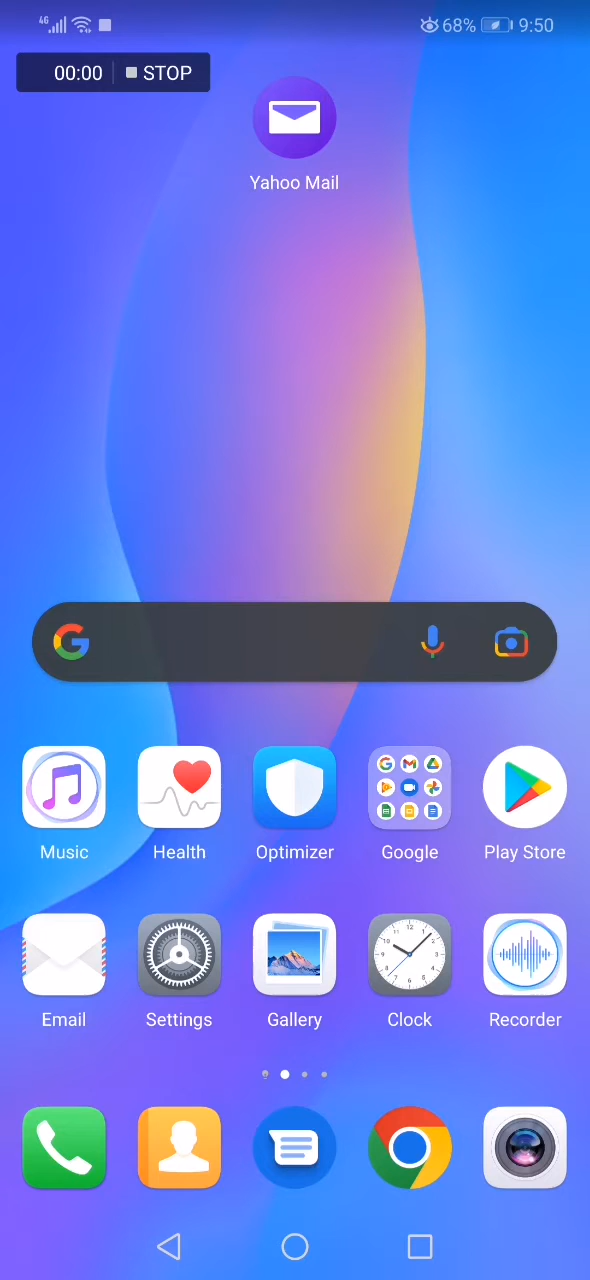 4G 68% 9:50
00:00 STOP
Yahoo Mail
Music Health Optimizer Google Play Store
Email Settings Gallery Clock Recorder